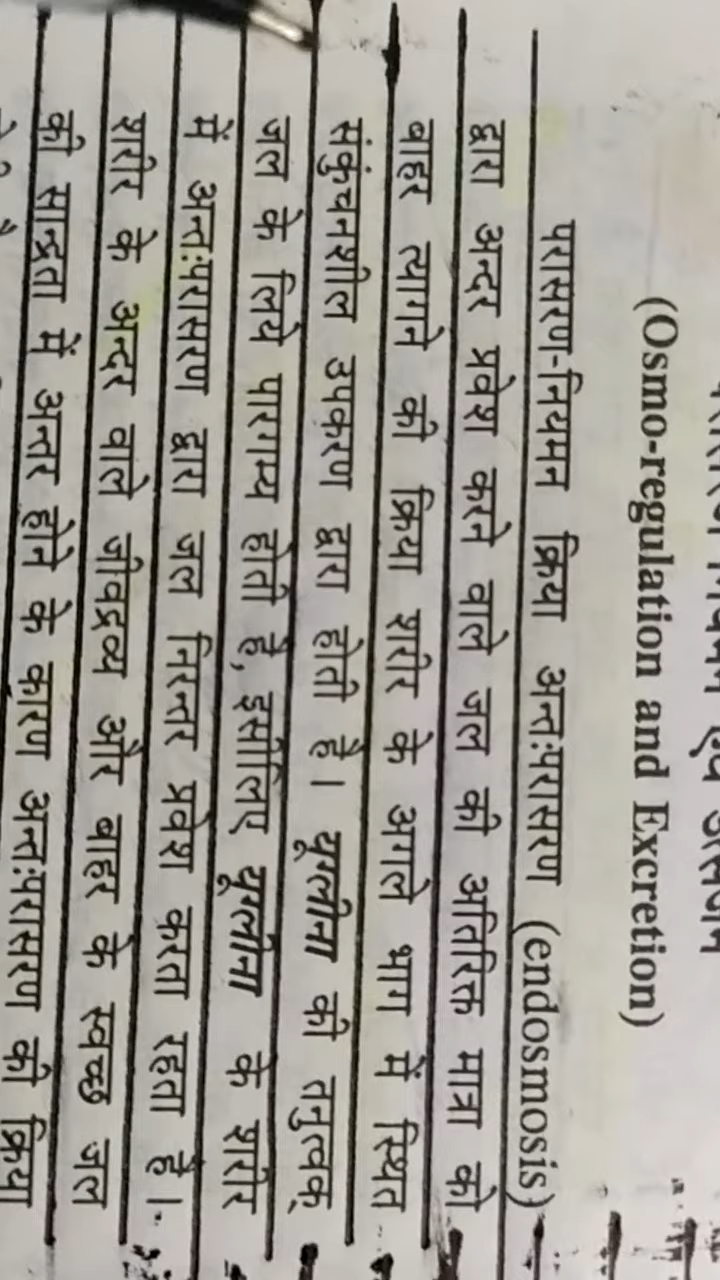 (Osmo-regulation and Excretion)
परासरण-नियमन क्रिया अन्तःपरासरण (endosmosis)
द्वारा अन्दर प्रवेश करने वाले जल की अतिरिक्त मात्रा को
बाहर त्यागने की क्रिया शरीर के अगले भाग में स्थित
संकुंचनशील उपकरण द्वारा होती है। युग्लीना की तनुत्वक्
जल के लिये पारगम्य होती है, इसीलिए युग्लीना के शरीर
में अन्तःपरासरण द्वारा जल निरन्तर प्रवेश करता रहता है।
शरीर के अन्दर वाले जीवद्रव्य और बाहर के स्वच्छ जल
की सान्द्रता में अन्तर होने के कारण अन्तःपरासरण की क्रिया